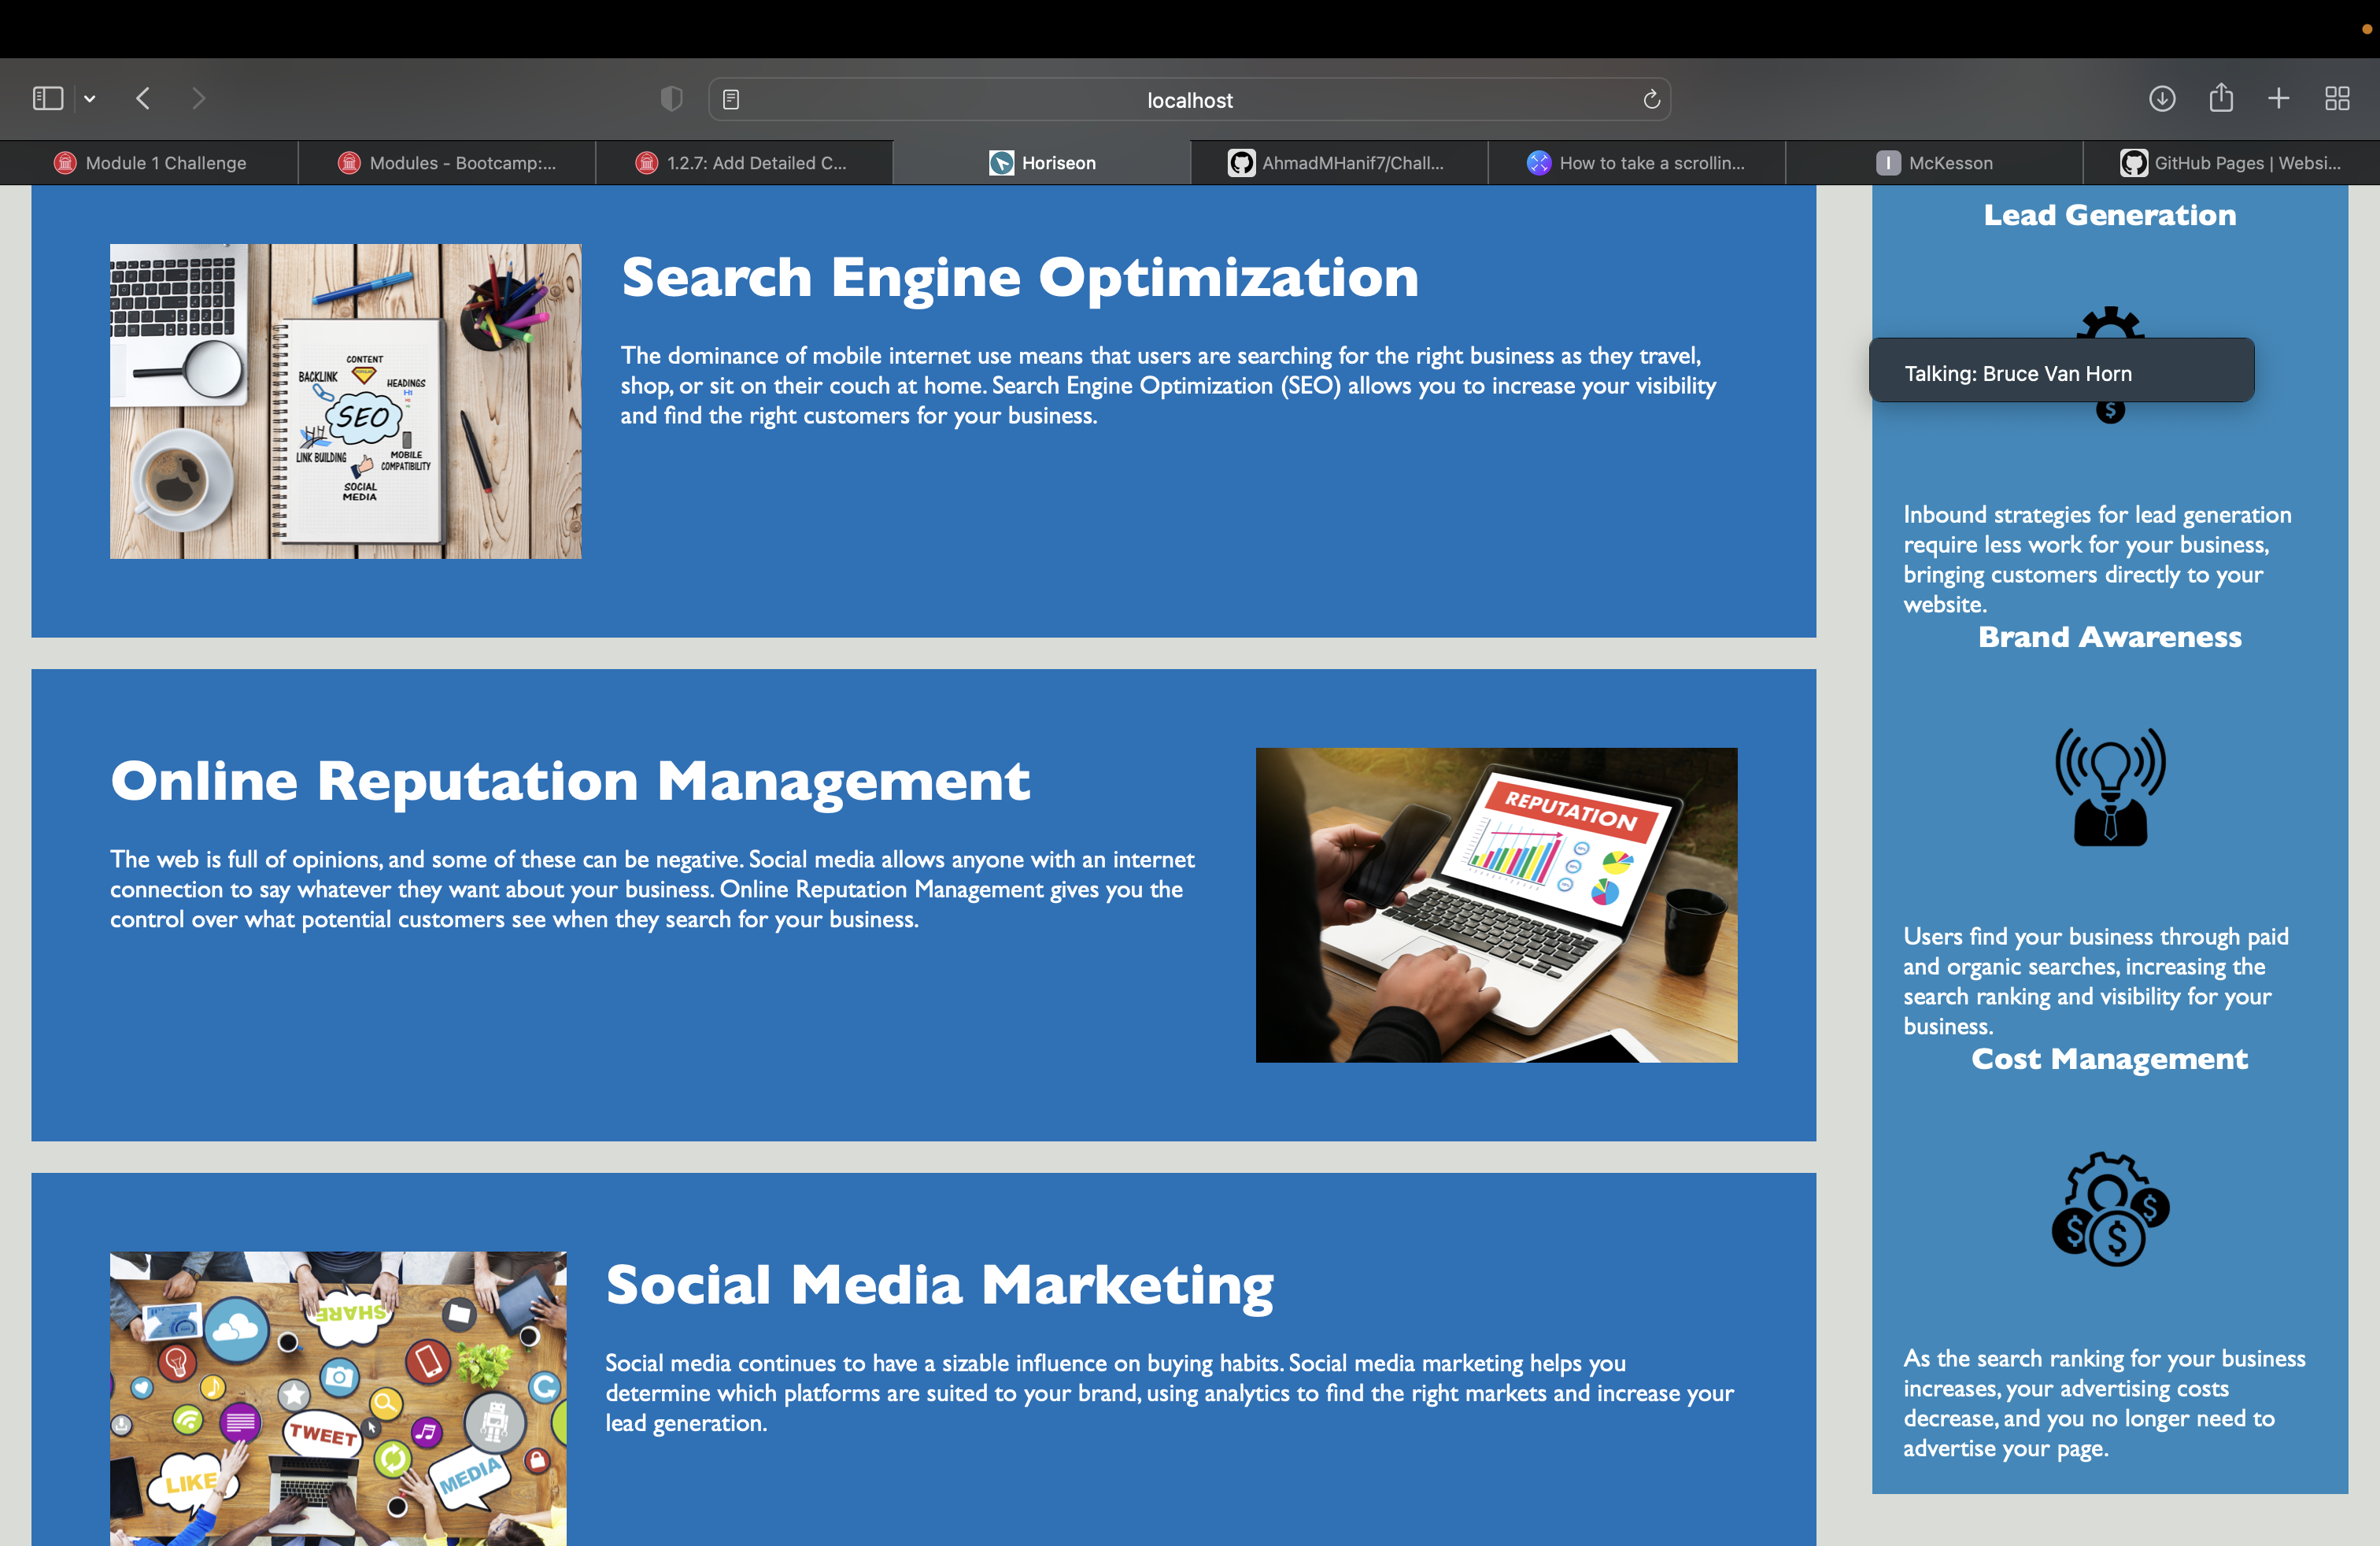 localhost
Module 1 Challenge
Modules - Bootcamp:...
1.2.7: Add Detailed C...
Horiseon
AhmadMHanif7/Chall...
How to take a scrollin...
I
McKesson
GitHub Pages | Websi...
Search Engine Optimization
The dominance of mobile internet use means that users are searching for the right business as they travel,
shop, or sit on their couch at home. Search Engine Optimization (SEO) allows you to increase your visibility
and find the right customers for your business.
CONTENT
BACKLINK
HEADINGS
H1
SEO
LINK BUILDING
MOBILE
COMPATIBILITY
SOCIAL
MEDIA
Online Reputation Management
The web is full of opinions, and some of these can be negative. Social media allows anyone with an internet
connection to say whatever they want about your business. Online Reputation Management gives you the
control over what potential customers see when they search for your business.
REPUTATION
Social Media Marketing
Social media continues to have a sizable influence on buying habits. Social media marketing helps you
determine which platforms are suited to your brand, using analytics to find the right markets and increase your
lead generation.
SHARE
TWEET
LIKE
MEDIA
Lead Generation
Talking: Bruce Van Horn
$
Inbound strategies for lead generation
require less work for your business,
bringing customers directly to your
website.
Brand Awareness
Users find your business through paid
and organic searches, increasing the
search ranking and visibility for your
business.
Cost Management
$ $ $
As the search ranking for your business
increases, your advertising costs
decrease, and you no longer need to
advertise your page.